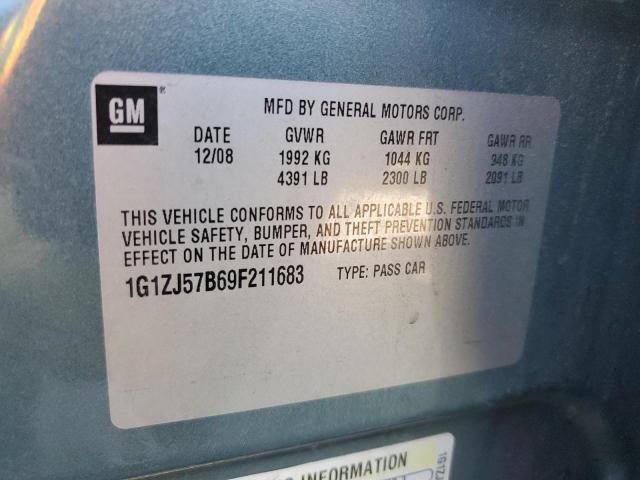 GM®
MFD BY GENERAL MOTORS CORP.
DATE GVWR GAWR FRT GAWR RR
12/08 1992 KG 1044 KG 948 KG
4391 LB 2300 LB 2091 LB
THIS VEHICLE CONFORMS TO ALL APPLICABLE U.S. FEDERAL MOTOR
VEHICLE SAFETY, BUMPER, AND THEFT PREVENTION STANDARDS IN
EFFECT ON THE DATE OF MANUFACTURE SHOWN ABOVE.
1G1ZJ57B69F211683 TYPE: PASS CAR
INFORMATION
1G1ZJ